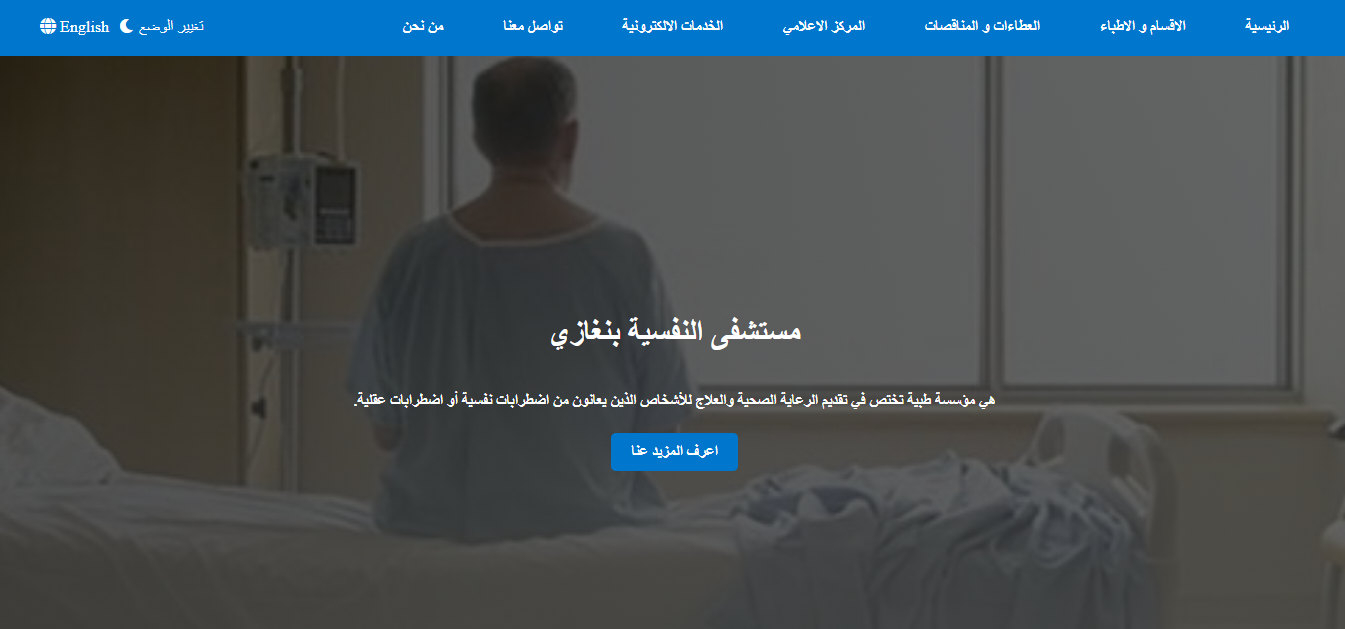 الرئيسية
الاقسام و الاطباء
العطاءات و المناقصات
المركز الاعلامي
الخدمات الالكترونية
تواصل معنا
من نحن
تغيير الوضع
English
مستشفى النفسية بنغازي
هي مؤسسة طبية تختص في تقديم الرعاية الصحية والعلاج للأشخاص الذين يعانون من اضطرابات نفسية أو اضطرابات عقلية.
اعرف المزيد عنا